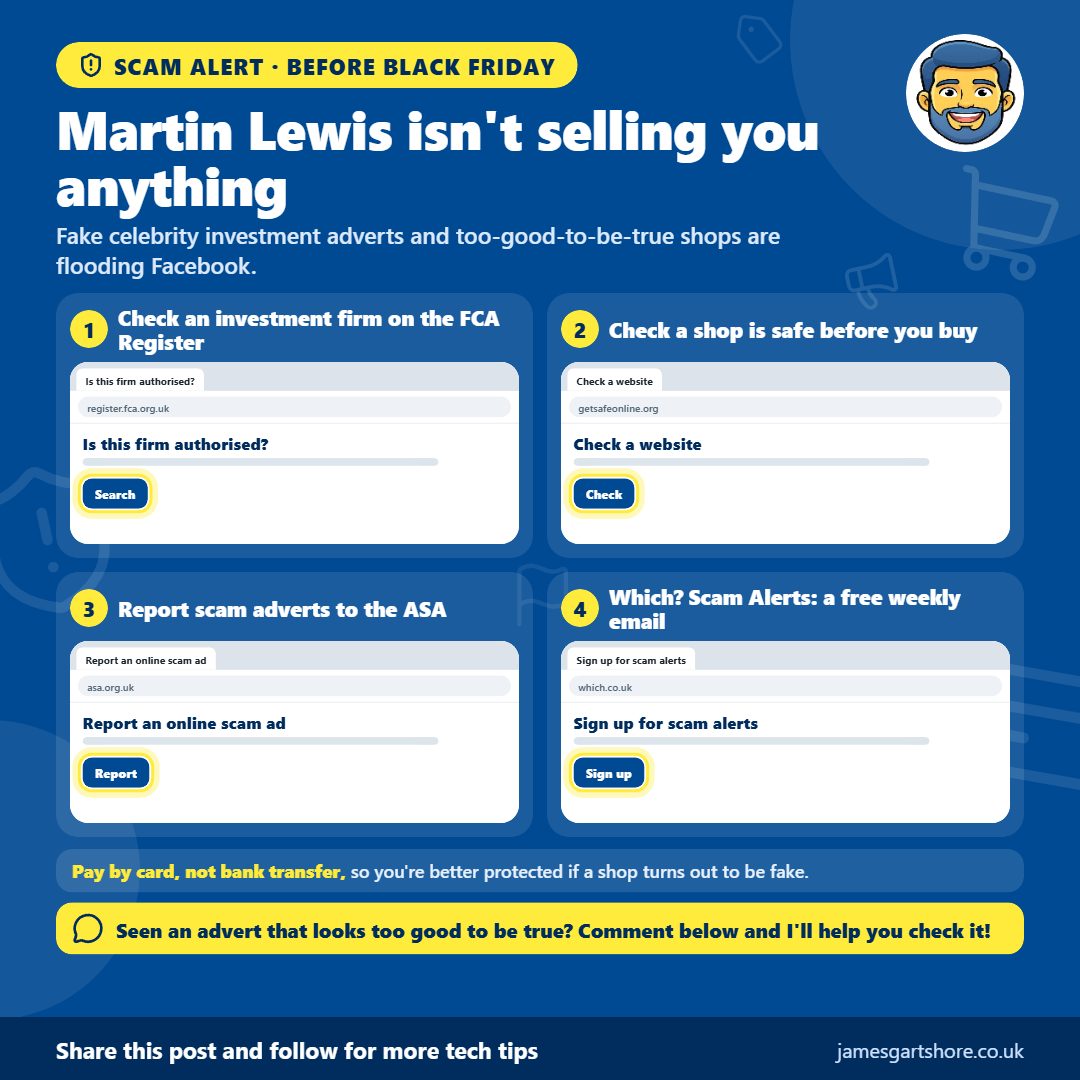 SCAM ALERT · BEFORE BLACK FRIDAY
Martin Lewis isn't selling you
anything
Fake celebrity investment adverts and too-good-to-be-true shops are
flooding Facebook.
1
Check an investment firm on the FCA
Register
Is this firm authorised?
register.fca.org.uk
Is this firm authorised?
Search
2
Check a shop is safe before you buy
Check a website
getsafeonline.org
Check a website
Check
3
Report scam adverts to the ASA
Report an online scam ad
asa.org.uk
Report an online scam ad
Report
4
Which? Scam Alerts: a free weekly
email
Sign up for scam alerts
which.co.uk
Sign up for scam alerts
Sign up
Pay by card, not bank transfer, so you're better protected if a shop turns out to be fake.
Seen an advert that looks too good to be true? Comment below and I'll help you check it!
Share this post and follow for more tech tips
jamesgartshore.co.uk